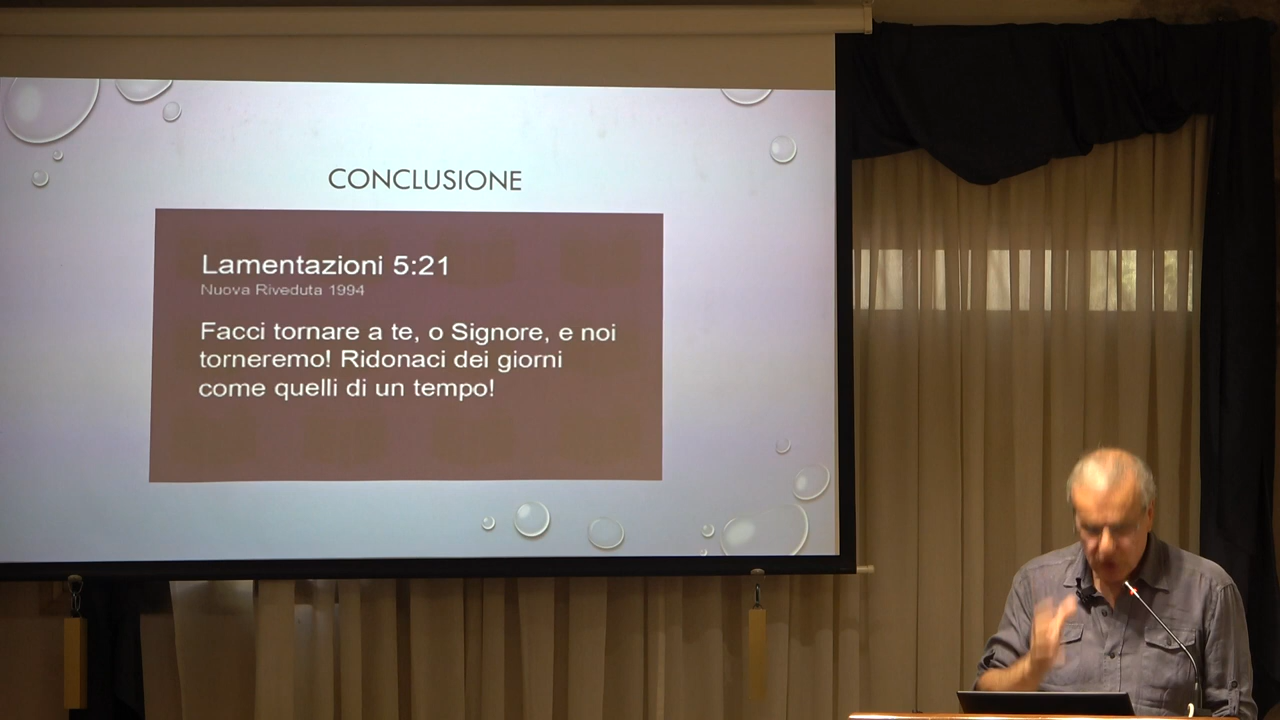 CONCLUSIONE
Lamentazioni 5:21
Nuova Riveduta 1994
Facci tornare a te, o Signore, e noi
torneremo! Ridonaci dei giorni
come quelli di un tempo!